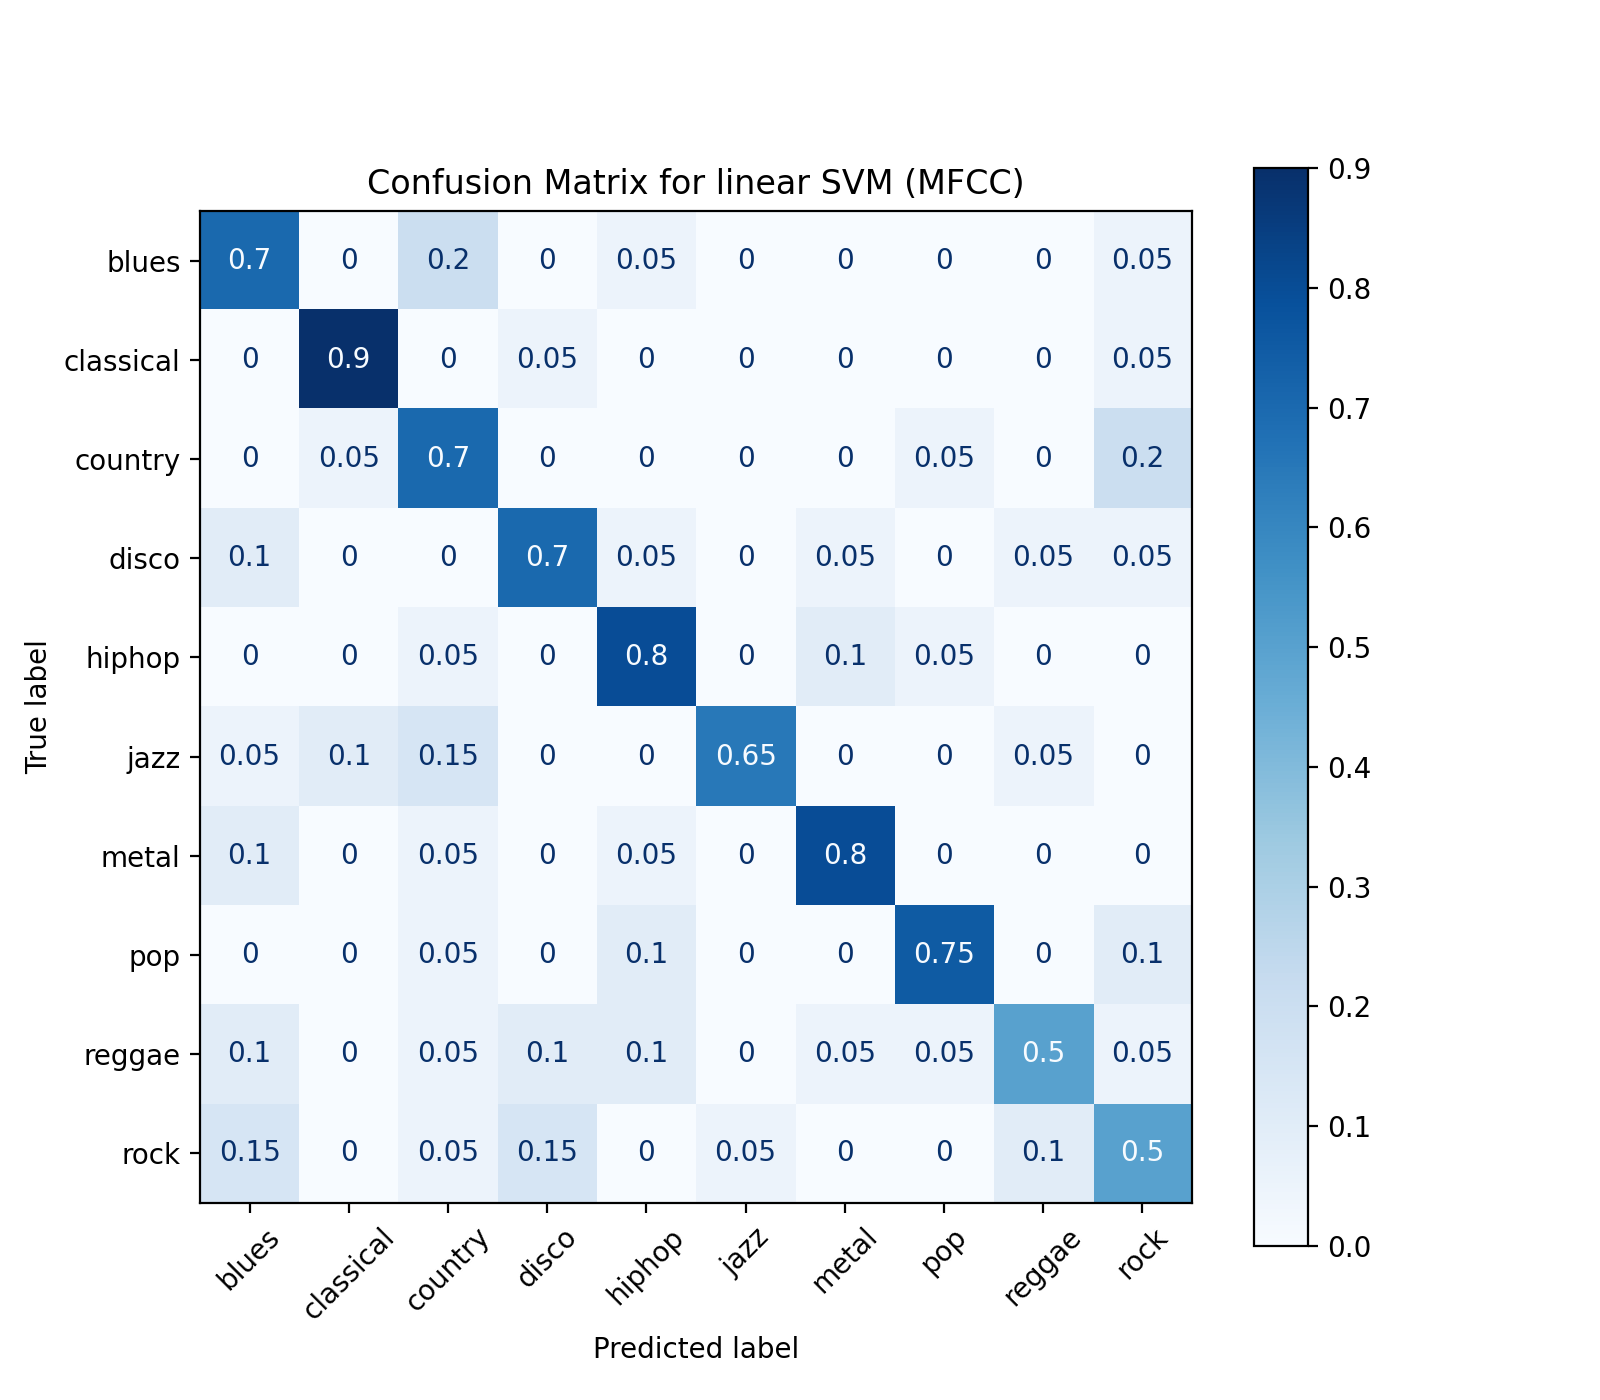 Confusion Matrix for linear SVM (MFCC)
True label
blues 0.7 0 0.2 0 0.05 0 0 0 0 0.05
classical 0 0.9 0 0.05 0 0 0 0 0 0.05
country 0 0.05 0.7 0 0 0 0 0.05 0 0.2
disco 0.1 0 0 0.7 0.05 0 0.05 0 0.05 0.05
hiphop 0 0 0.05 0 0.8 0 0.1 0.05 0 0
jazz 0.05 0.1 0.15 0 0 0.65 0 0 0.05 0
metal 0.1 0 0.05 0 0.05 0 0.8 0 0 0
pop 0 0 0.05 0 0.1 0 0 0.75 0 0.1
reggae 0.1 0 0.05 0.1 0.1 0 0.05 0.05 0.5 0.05
rock 0.15 0 0.05 0.15 0 0.05 0 0 0.1 0.5
blues classical country disco hiphop jazz metal pop reggae rock
Predicted label
0.9
0.8
0.7
0.6
0.5
0.4
0.3
0.2
0.1
0.0